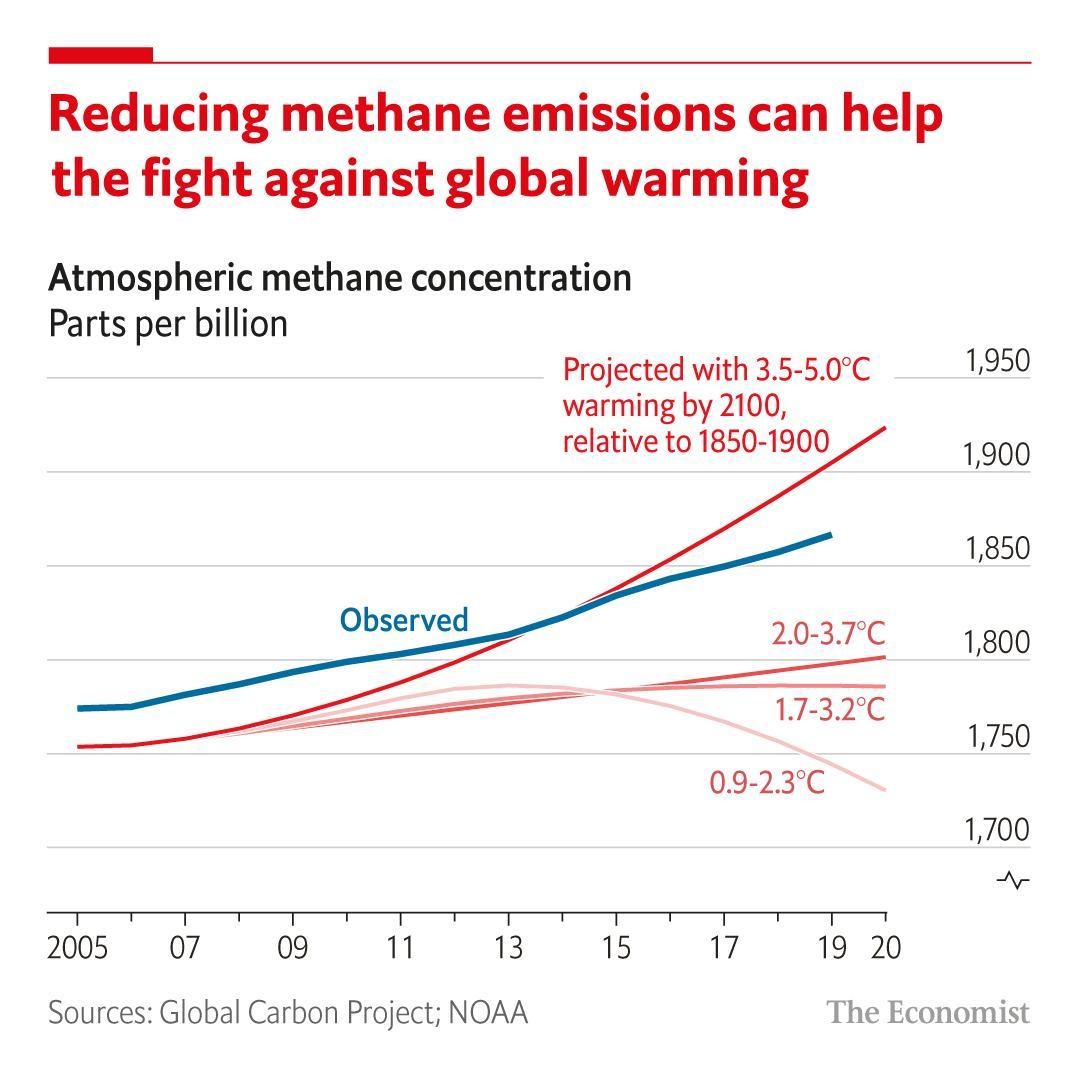 Reducing methane emissions can help
the fight against global warming
Atmospheric methane concentration
Parts per billion
Projected with 3.5-5.0°C
warming by 2100,
relative to 1850-1900
1,950
1,900
1,850
Observed
2.0-3.7°C
1,800
1.7-3.2°C
1,750
0.9-2.3°C
1,700
2005 07 09 11 13 15 17 19 20
Sources: Global Carbon Project; NOAA
The Economist